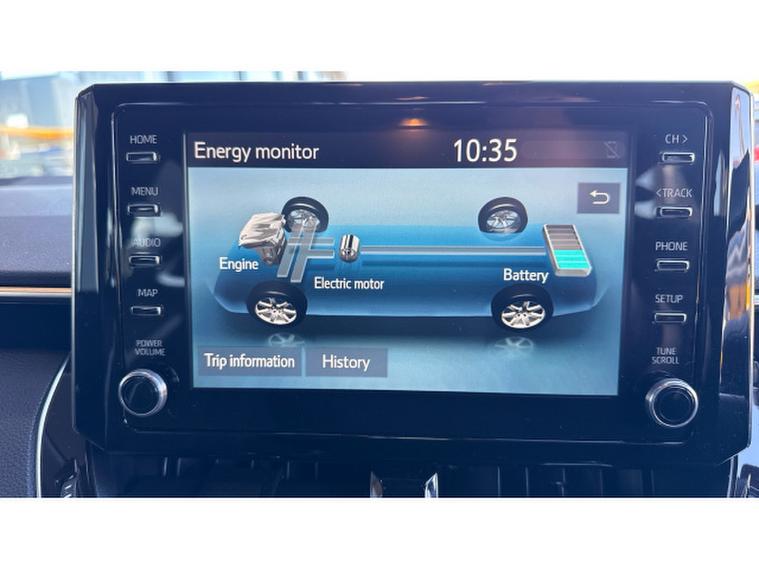 HOME
MENU
AUDIO
MAP
POWER
VOLUME
Energy monitor 10:35
Engine
Electric motor
Battery
Trip information
History
CH >
< TRACK
PHONE
SETUP
TUNE
SCROLL